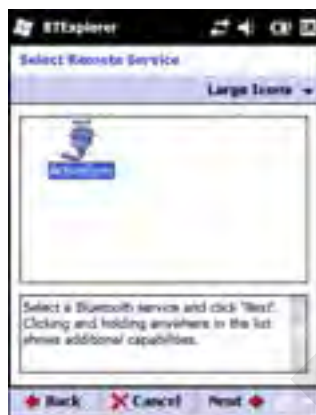 BTExplorer
Select Remote Service
Large Icons
ActiveSync
Select a Bluetooth service and click 'Next'.
Clicking and holding anywhere in the list
shows additional capabilities.
Back Cancel Next